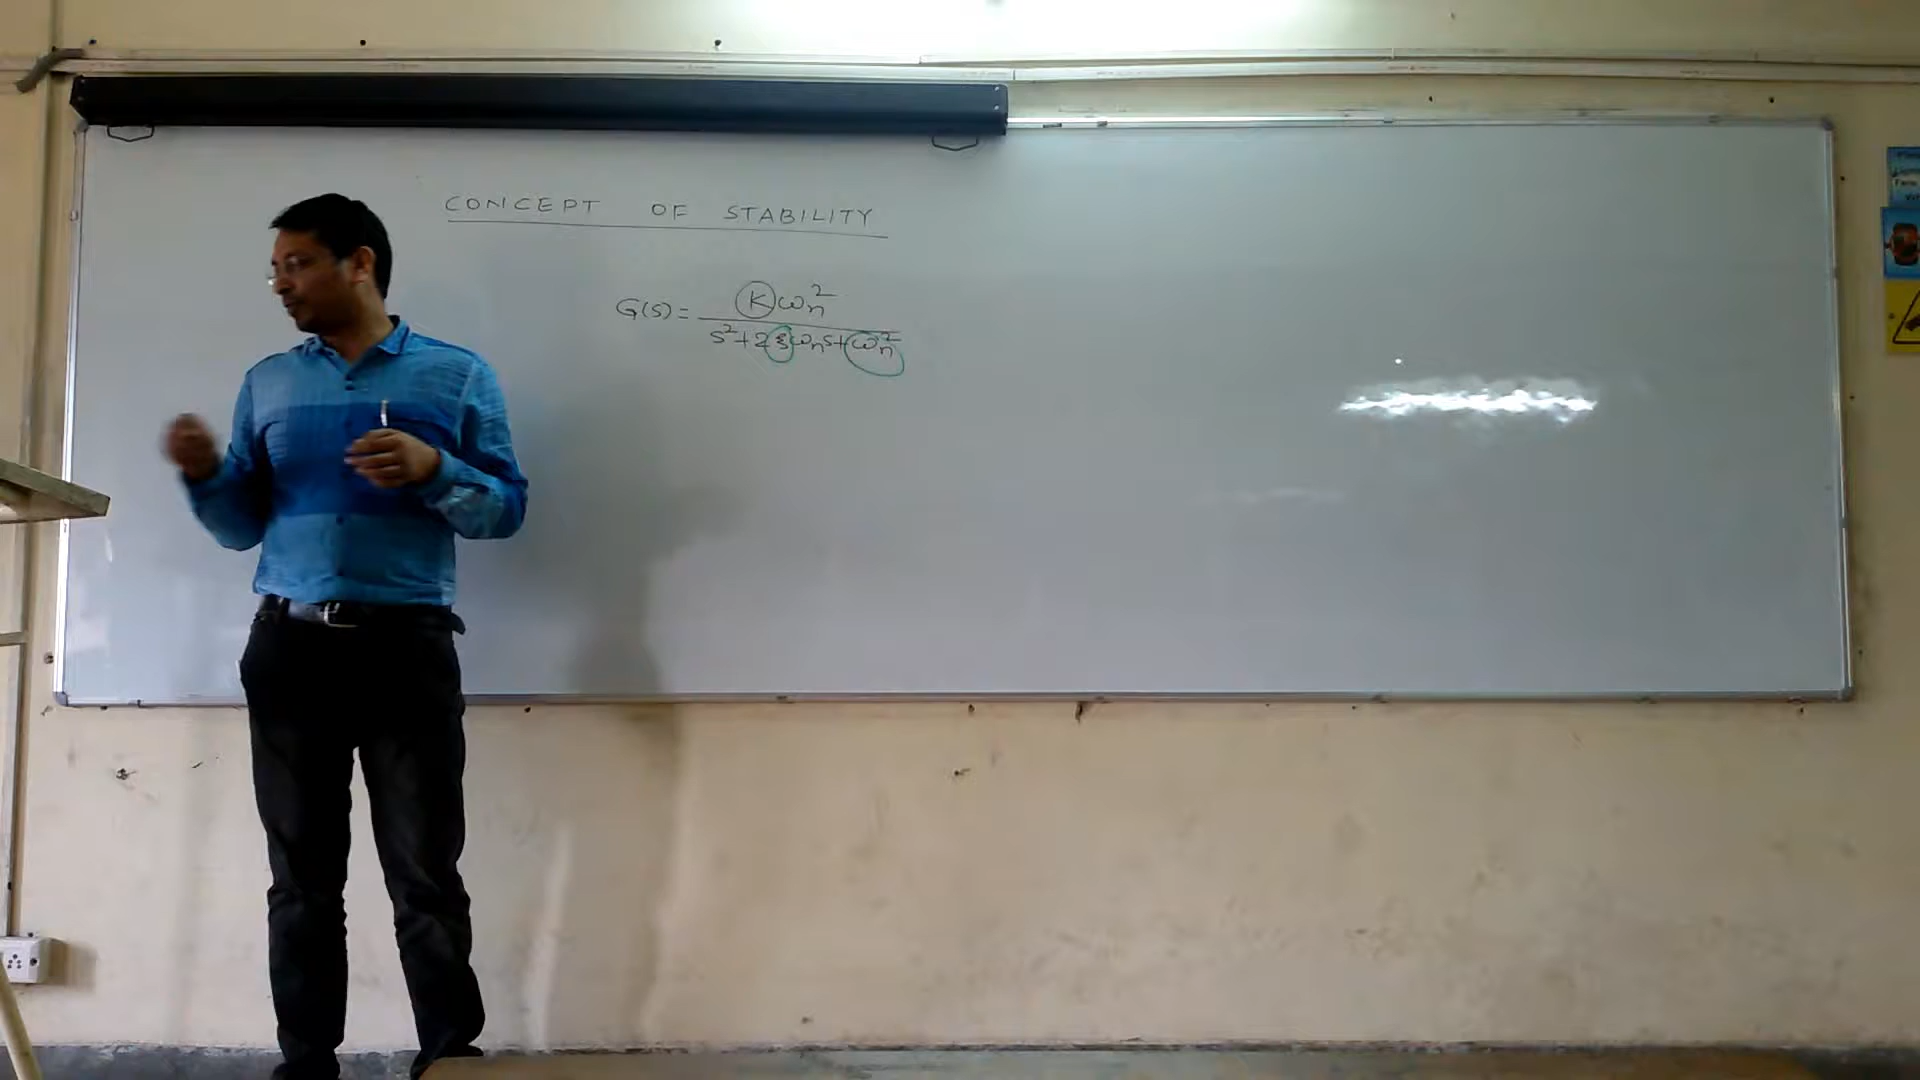 CONCEPT OF STABILITY
G(s) = Kωn²
s² + 2ξωns + ωn²